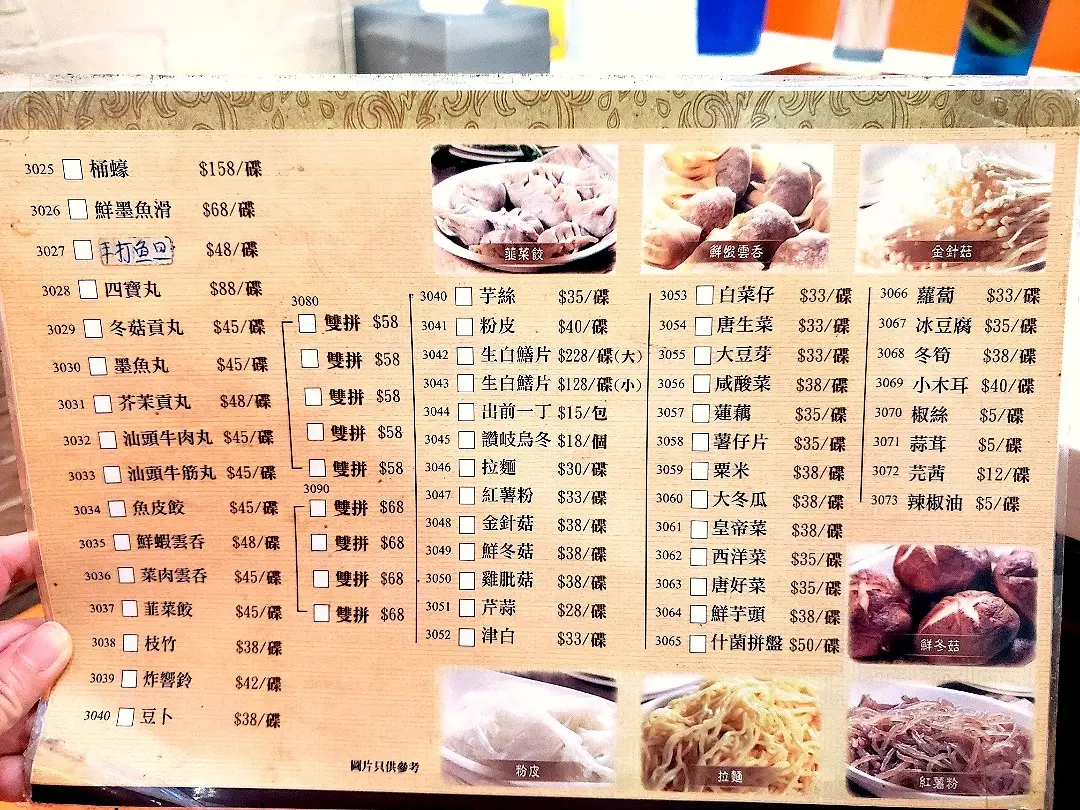 3025 桶蠔 $158/碟
3026 鮮墨魚滑 $68/碟
3027 手打鱼旦 $48/碟
3028 四寶丸 $88/碟
3029 冬菇貢丸 $45/碟
3030 墨魚丸 $45/碟
3031 芥茉貢丸 $48/碟
3032 汕頭牛肉丸 $45/碟
3033 汕頭牛筋丸 $45/碟
3034 魚皮餃 $45/碟
3035 鮮蝦雲吞 $48/碟
3036 菜肉雲吞 $45/碟
3037 韮菜餃 $45/碟
3038 枝竹 $38/碟
3039 炸響鈴 $42/碟
3040 豆卜 $38/碟
3080
雙拼 $58
雙拼 $58
雙拼 $58
雙拼 $58
雙拼 $58
3090
雙拼 $68
雙拼 $68
雙拼 $68
雙拼 $68
圖片只供參考
韮菜餃
鮮蝦雲吞
金針菇
3040 芋絲 $35/碟
3041 粉皮 $40/碟
3042 生白鱔片 $228/碟(大)
3043 生白鱔片 $128/碟(小)
3044 出前一丁 $15/包
3045 讚岐烏冬 $18/個
3046 拉麵 $30/碟
3047 紅薯粉 $33/碟
3048 金針菇 $38/碟
3049 鮮冬菇 $38/碟
3050 雞肶菇 $38/碟
3051 芹蒜 $28/碟
3052 津白 $33/碟
3053 白菜仔 $33/碟
3054 唐生菜 $33/碟
3055 大豆芽 $33/碟
3056 咸酸菜 $38/碟
3057 蓮藕 $35/碟
3058 薯仔片 $35/碟
3059 粟米 $38/碟
3060 大冬瓜 $38/碟
3061 皇帝菜 $38/碟
3062 西洋菜 $35/碟
3063 唐好菜 $35/碟
3064 鮮芋頭 $38/碟
3065 什菌拼盤 $50/碟
3066 蘿蔔 $33/碟
3067 冰豆腐 $35/碟
3068 冬筍 $38/碟
3069 小木耳 $40/碟
3070 椒絲 $5/碟
3071 蒜茸 $5/碟
3072 芫茜 $12/碟
3073 辣椒油 $5/碟
鮮冬菇
粉皮
拉麵
紅薯粉